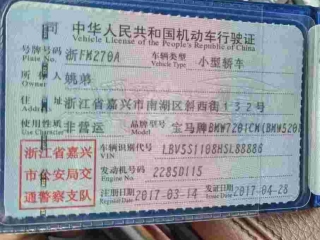 中华人民共和国机动车行驶证
Vehicle License of the People's Republic of China
号牌号码 浙FM270A 车辆类型 小型轿车
Plate No. Vehicle Type
所有人 姚单
Owner
住址 浙江省嘉兴市南湖区斜西街132号
Address
使用性质 非营运 品牌型号 宝马牌BMW7201CM(BMW520
Model
浙江省嘉兴
市公安局交
通警察支队
车辆识别代号 LBV5S1108HSL88888
VIN
发动机号码 2285D115
Engine No.
注册日期 2017-03-14 发证日期 2017-04-28
Register Date Issue Date